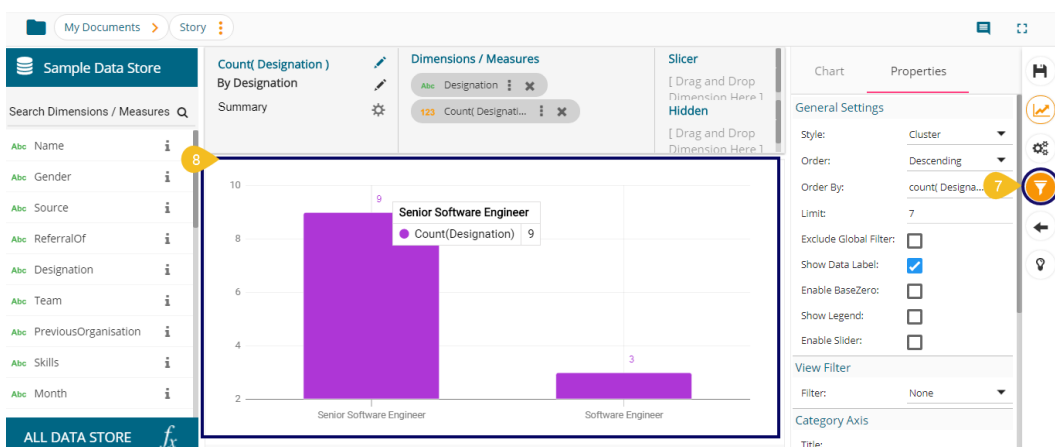 My Documents > Story
Sample Data Store
Search Dimensions / Measures
Abc Name i
Abc Gender i
Abc Source i
Abc ReferralOf i
Abc Designation i
Abc Team i
Abc PreviousOrganisation i
Abc Skills i
Abc Month i
ALL DATA STORE fx
Count( Designation )
By Designation
Summary
Dimensions / Measures
Abc Designation
123 Count( Designati...
Slicer
[ Drag and Drop
Dimension Here ]
Hidden
[ Drag and Drop
Dimension Here ]
8
10
8
6
4
2
9
Senior Software Engineer
Count(Designation) 9
3
Senior Software Engineer
Software Engineer
Chart Properties
General Settings
Style: Cluster
Order: Descending
Order By: count( Designa...
7
Limit: 7
Exclude Global Filter:
Show Data Label:
Enable BaseZero:
Show Legend:
Enable Slider:
View Filter
Filter: None
Category Axis
Title: